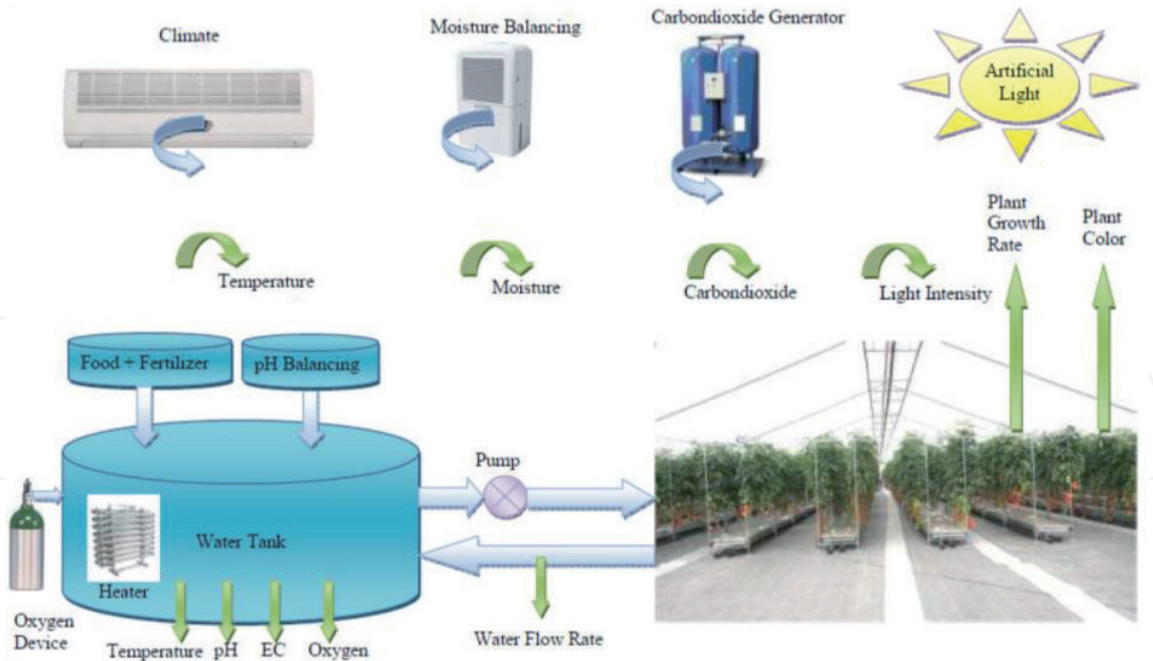 Climate
Moisture Balancing
Carbondioxide Generator
Artificial
Light
Plant
Growth
Rate
Plant
Color
Temperature
Moisture
Carbondioxide
Light Intensity
Food + Fertilizer
pH Balancing
Pump
Water Tank
Heater
Oxygen
Device
Temperature
pH
EC
Oxygen
Water Flow Rate